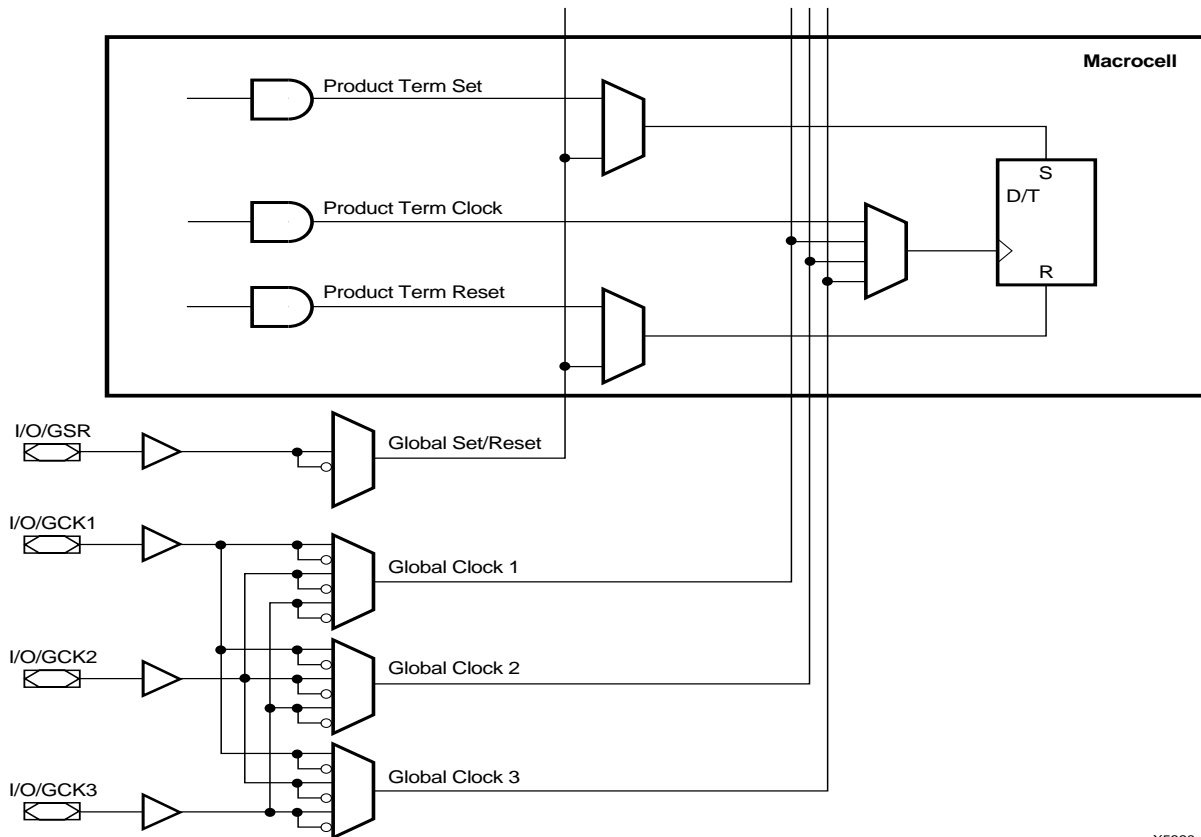 Macrocell
Product Term Set
S
D/T
Product Term Clock
R
Product Term Reset
I/O/GSR
Global Set/Reset
I/O/GCK1
Global Clock 1
I/O/GCK2
Global Clock 2
I/O/GCK3
Global Clock 3